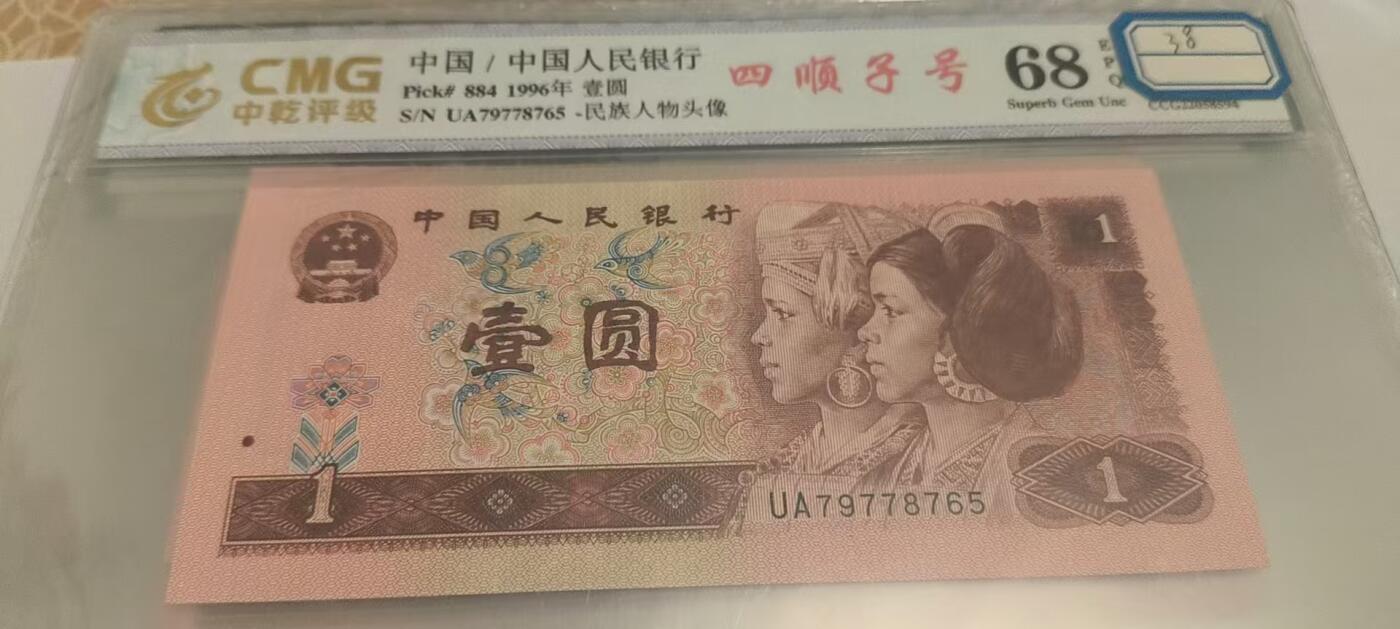 CMG
中乾评级
中国 / 中国人民银行
Pick# 884 1996年 壹圆
S/N UA79778765 -民族人物头像
四顺子号
68
EPQ
Superb Gem Unc
38
中国人民银行
1
壹圆
1
UA79778765
1